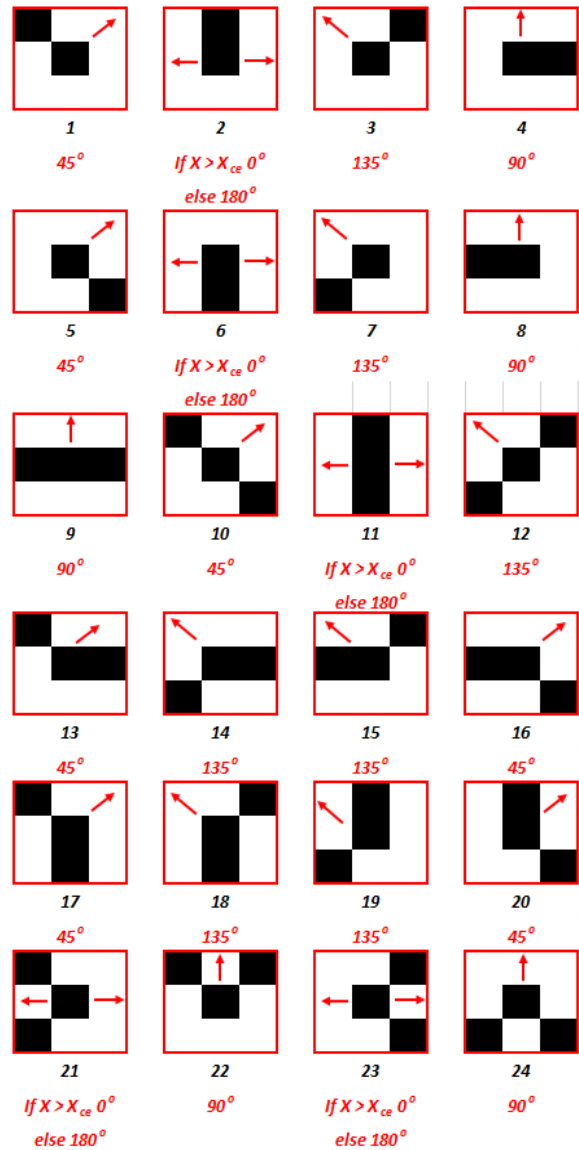 1 2 3 4
45° If X > X ce 0° 135° 90°
else 180°
5 6 7 8
45° If X > X ce 0° 135° 90°
else 180°
9 10 11 12
90° 45° If X > X ce 0° 135°
else 180°
13 14 15 16
45° 135° 135° 45°
17 18 19 20
45° 135° 135° 45°
21 22 23 24
If X > X ce 0° 90° If X > X ce 0° 90°
else 180° else 180°